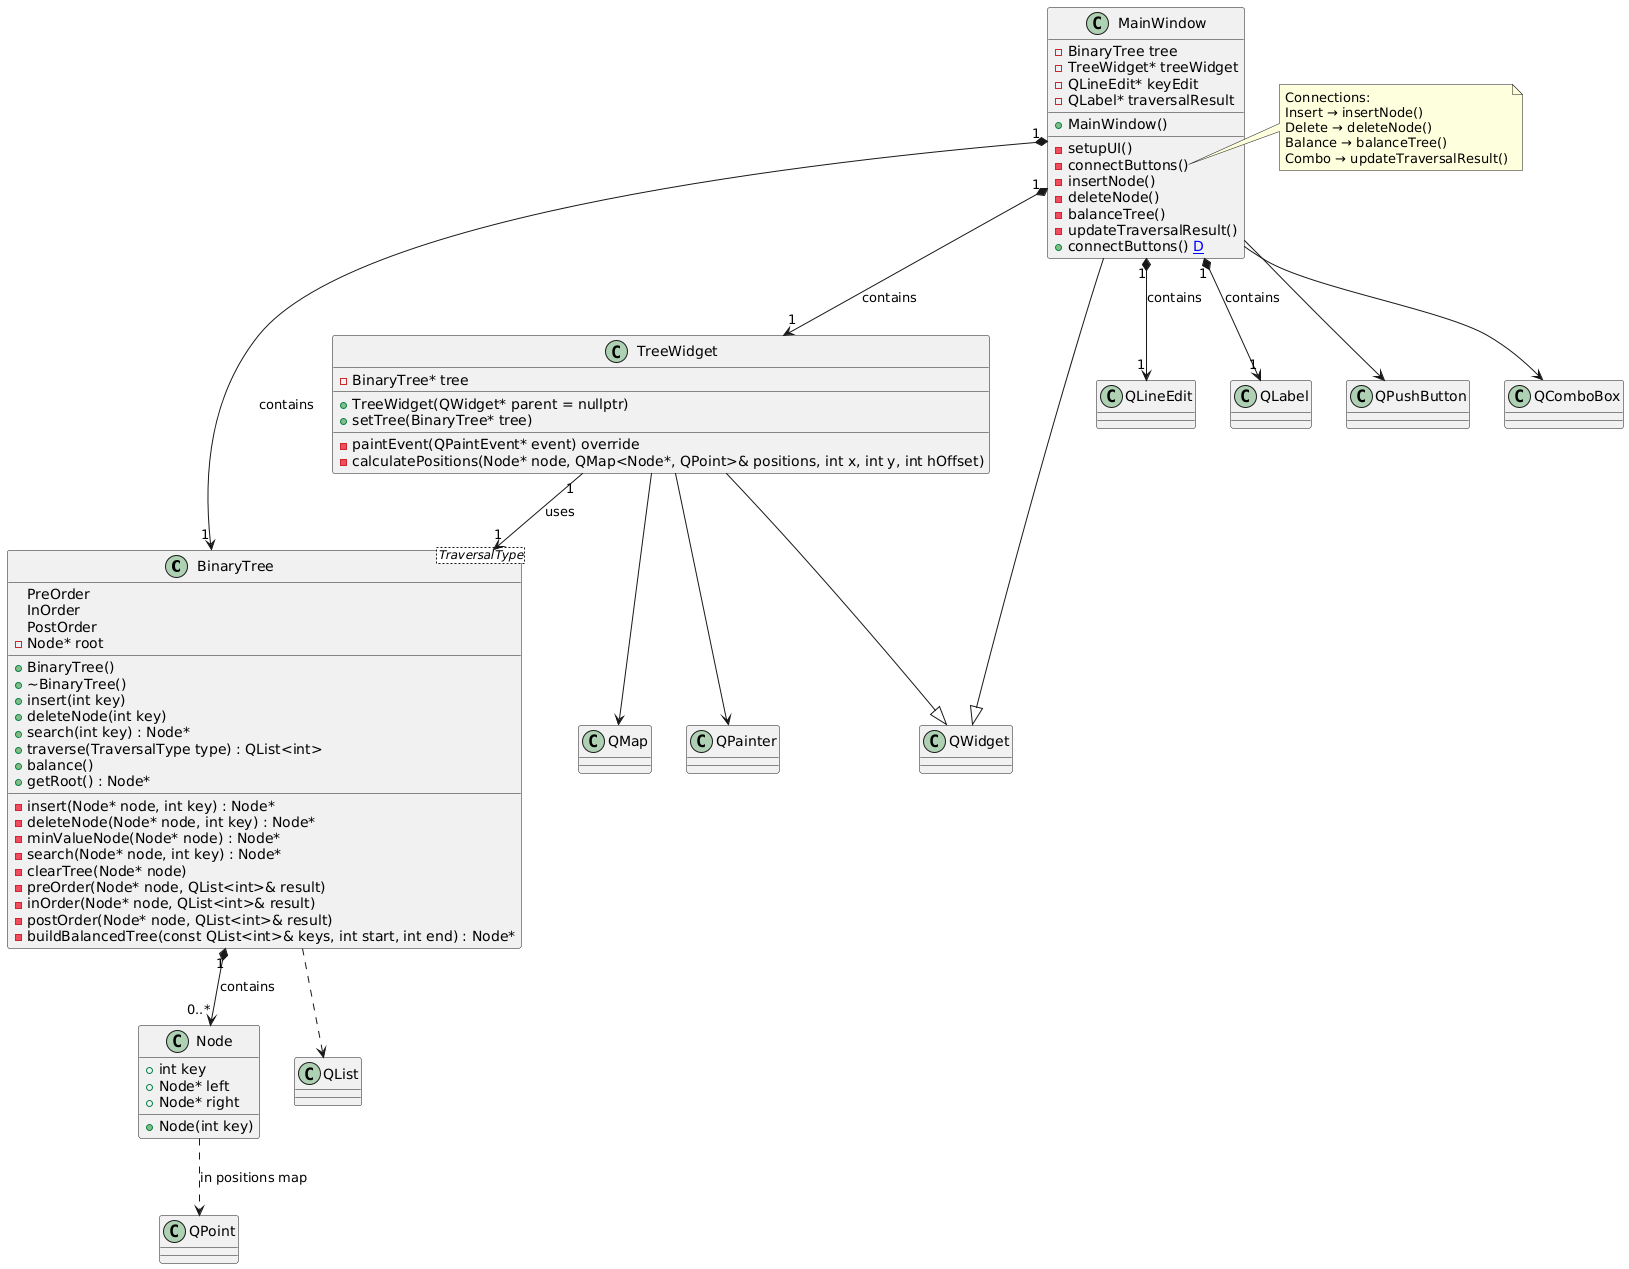 C MainWindow
BinaryTree tree
TreeWidget* treeWidget
QLineEdit* keyEdit
QLabel* traversalResult
MainWindow()
setupUI()
connectButtons()
insertNode()
deleteNode()
balanceTree()
updateTraversalResult()
connectButtons() D
Connections:
Insert → insertNode()
Delete → deleteNode()
Balance → balanceTree()
Combo → updateTraversalResult()
1
1
1
1
contains
contains
contains
contains
1
1
1
C TreeWidget
BinaryTree* tree
TreeWidget(QWidget* parent = nullptr)
setTree(BinaryTree* tree)
paintEvent(QPaintEvent* event) override
calculatePositions(Node* node, QMap<Node*, QPoint>& positions, int x, int y, int hOffset)
C QLineEdit
C QLabel
C QPushButton
C QComboBox
1
uses
1
1
C BinaryTree
TraversalType
PreOrder
InOrder
PostOrder
Node* root
BinaryTree()
~BinaryTree()
insert(int key)
deleteNode(int key)
search(int key) : Node*
traverse(TraversalType type) : QList<int>
balance()
getRoot() : Node*
insert(Node* node, int key) : Node*
deleteNode(Node* node, int key) : Node*
minValueNode(Node* node) : Node*
search(Node* node, int key) : Node*
clearTree(Node* node)
preOrder(Node* node, QList<int>& result)
inOrder(Node* node, QList<int>& result)
postOrder(Node* node, QList<int>& result)
buildBalancedTree(const QList<int>& keys, int start, int end) : Node*
C QMap
C QPainter
C QWidget
1
contains
0..*
C Node
int key
Node* left
Node* right
Node(int key)
C QList
in positions map
C QPoint